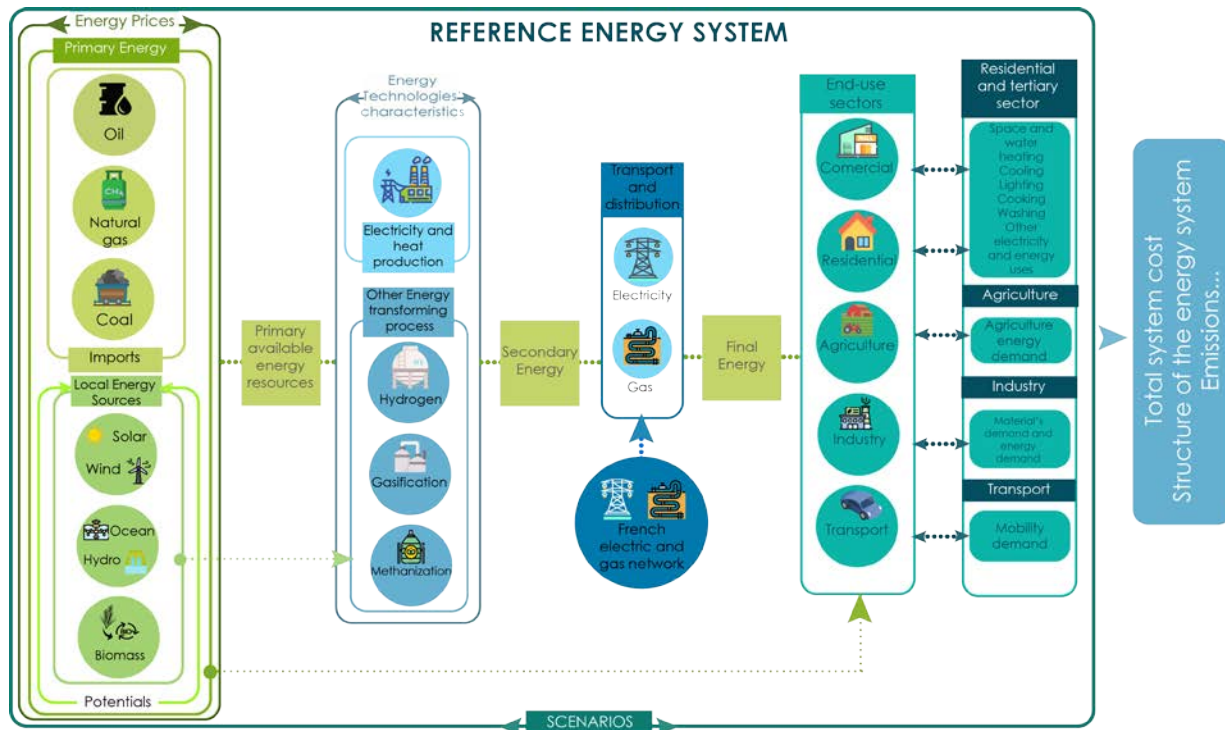 REFERENCE ENERGY SYSTEM
Energy Prices
Primary Energy
Oil
CH4
Natural
gas
Coal
Imports
Local Energy
Sources
Solar
Wind
Ocean
Hydro
BIO
Biomass
Potentials
Primary
available
energy
resources
Energy
Technologies'
characteristics
Electricity and
heat
production
Other Energy
transforming
process
Hydrogen
Gasification
Methanization
Secondary
Energy
Transport
and
distribution
Electricity
Gas
French
electric and
gas network
Final
Energy
End-use
sectors
Comercial
Residential
Agriculture
Industry
Transport
Residential
and tertiary
sector
Space and
water
heating
Cooling
Lighting
Cooking
Washing
Other
electricity
and energy
uses
Agriculture
Agriculture
energy
demand
Industry
Material's
demand and
energy
demand
Transport
Mobility
demand
SCENARIOS
Total system cost
Structure of the energy system
Emissions...